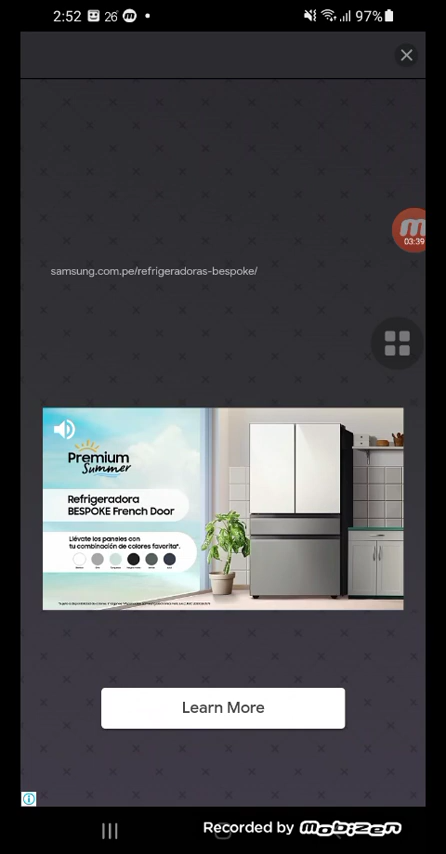 2:52 26° 97%
03:39
samsung.com.pe/refrigeradoras-bespoke/
Premium
Summer
Refrigeradora
BESPOKE French Door
Llévate los paneles con
tu combinación de colores favorita*.
Learn More
Recorded by mobizen